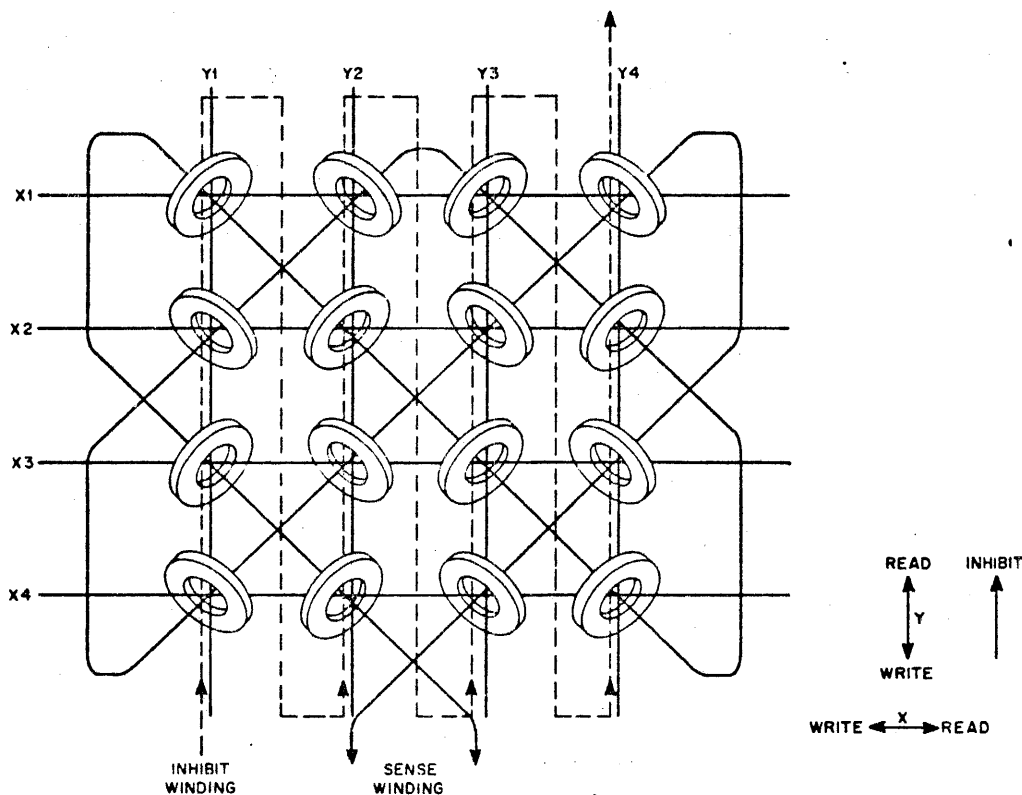 Y1
Y2
Y3
Y4
X1
X2
X3
X4
READ
INHIBIT
Y
WRITE
WRITE
X
READ
INHIBIT
WINDING
SENSE
WINDING